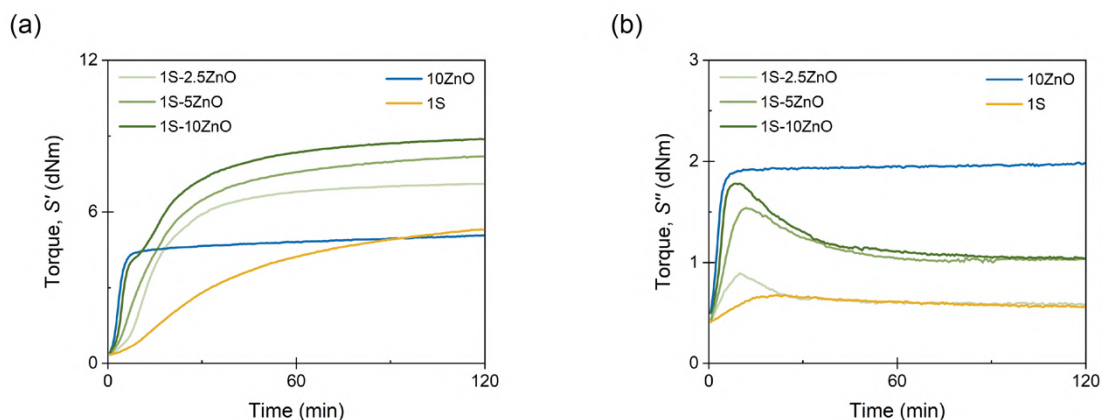 (a)
12
6
0
0
60
120
Torque, S' (dNm)
Time (min)
1S-2.5ZnO
1S-5ZnO
1S-10ZnO
10ZnO
1S
(b)
3
2
1
0
0
60
120
Torque, S'' (dNm)
Time (min)
1S-2.5ZnO
1S-5ZnO
1S-10ZnO
10ZnO
1S